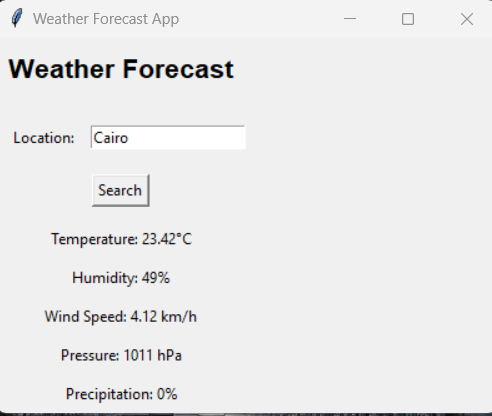 Weather Forecast App
Weather Forecast
Location: Cairo
Search
Temperature: 23.42°C
Humidity: 49%
Wind Speed: 4.12 km/h
Pressure: 1011 hPa
Precipitation: 0%